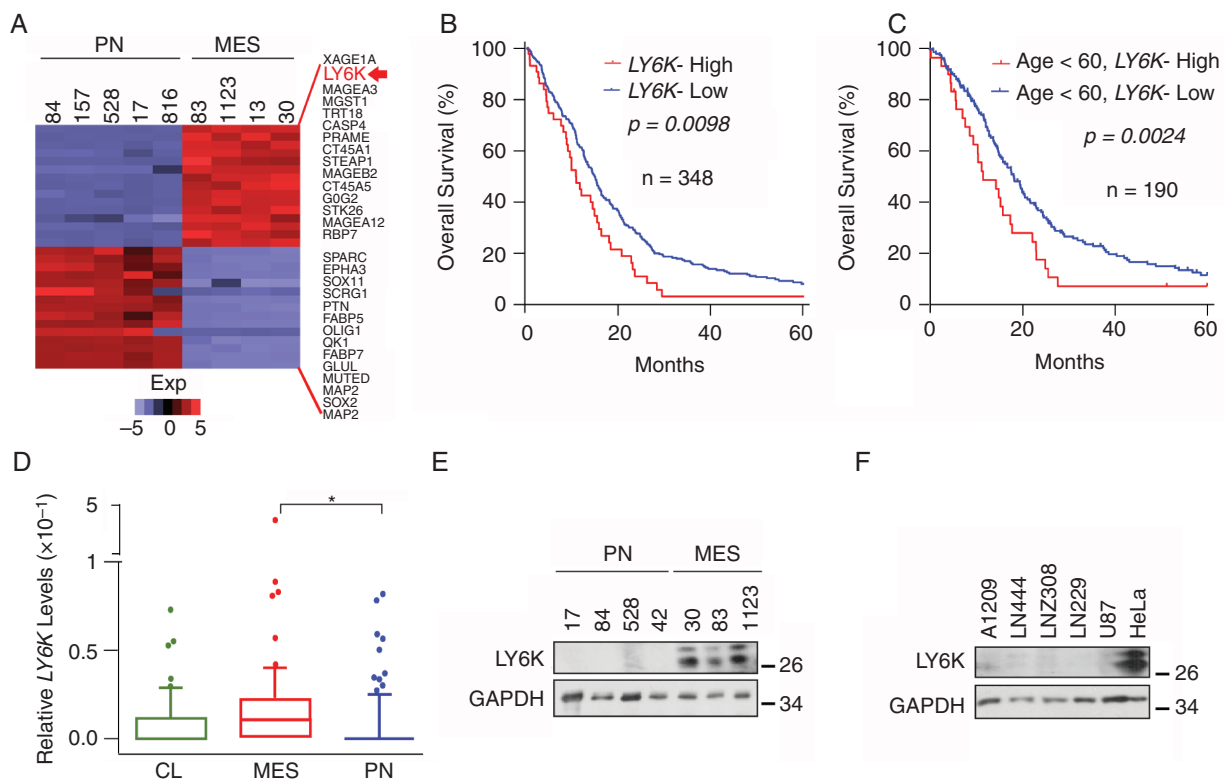 A
PN MES
84 157 528 17 816 83 1123 13 30
XAGE1A
LY6K
MAGEA3
MGST1
TRT18
CASP4
PRAME
CT45A1
STEAP1
MAGEB2
CT45A5
G0G2
STK26
MAGEA12
RBP7
SPARC
EPHA3
SOX11
SCRG1
PTN
FABP5
OLIG1
QK1
FABP7
GLUL
MUTED
MAP2
SOX2
MAP2
Exp
−5 0 5
B
Overall Survival (%)
100
80
60
40
20
0
LY6K- High
LY6K- Low
p = 0.0098
n = 348
0 20 40 60
Months
C
Overall Survival (%)
100
80
60
40
20
0
Age < 60, LY6K- High
Age < 60, LY6K- Low
p = 0.0024
n = 190
0 20 40 60
Months
D
Relative LY6K Levels (×10⁻¹)
5
1
0.5
0.0
*
CL MES PN
E
PN MES
17 84 528 42 30 83 1123
LY6K 26
GAPDH 34
F
A1209 LN444 LNZ308 LN229 U87 HeLa
LY6K 26
GAPDH 34